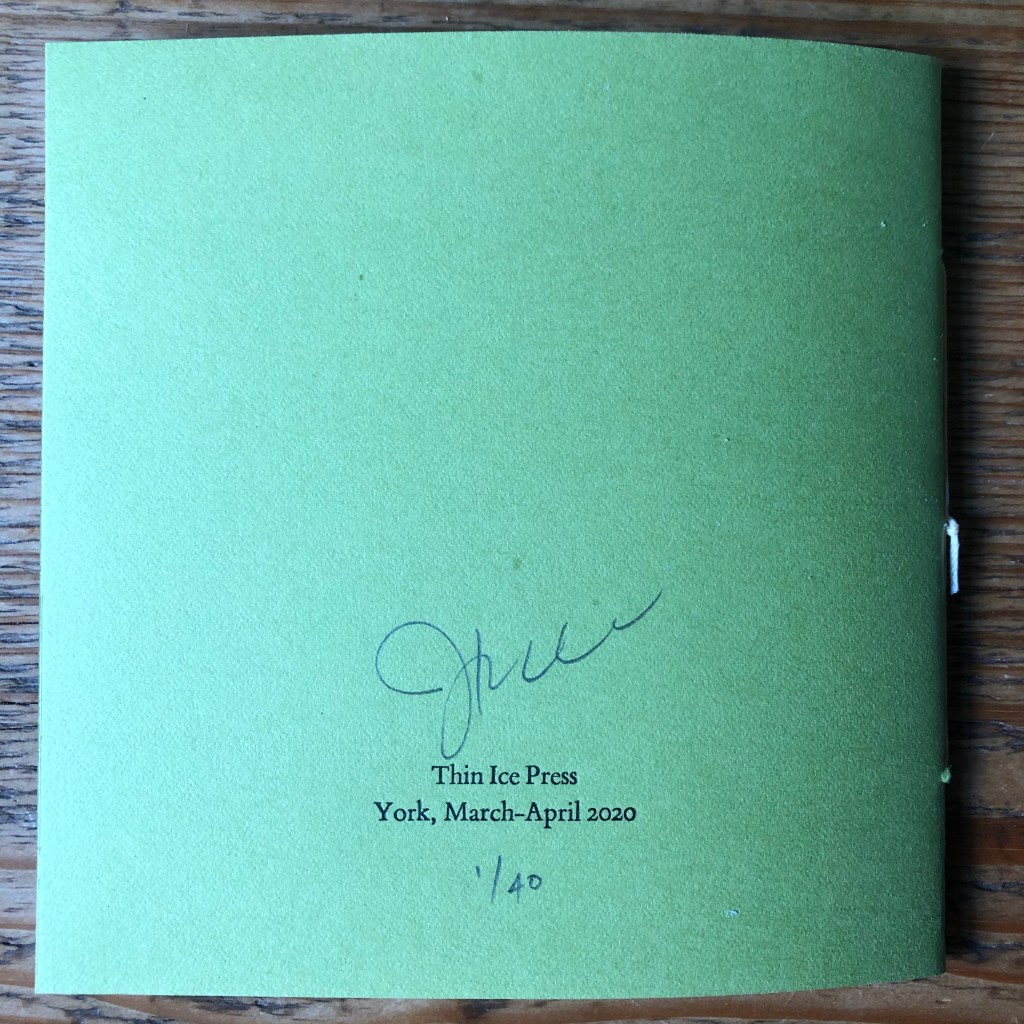 Thin Ice Press
York, March-April 2020
1/40